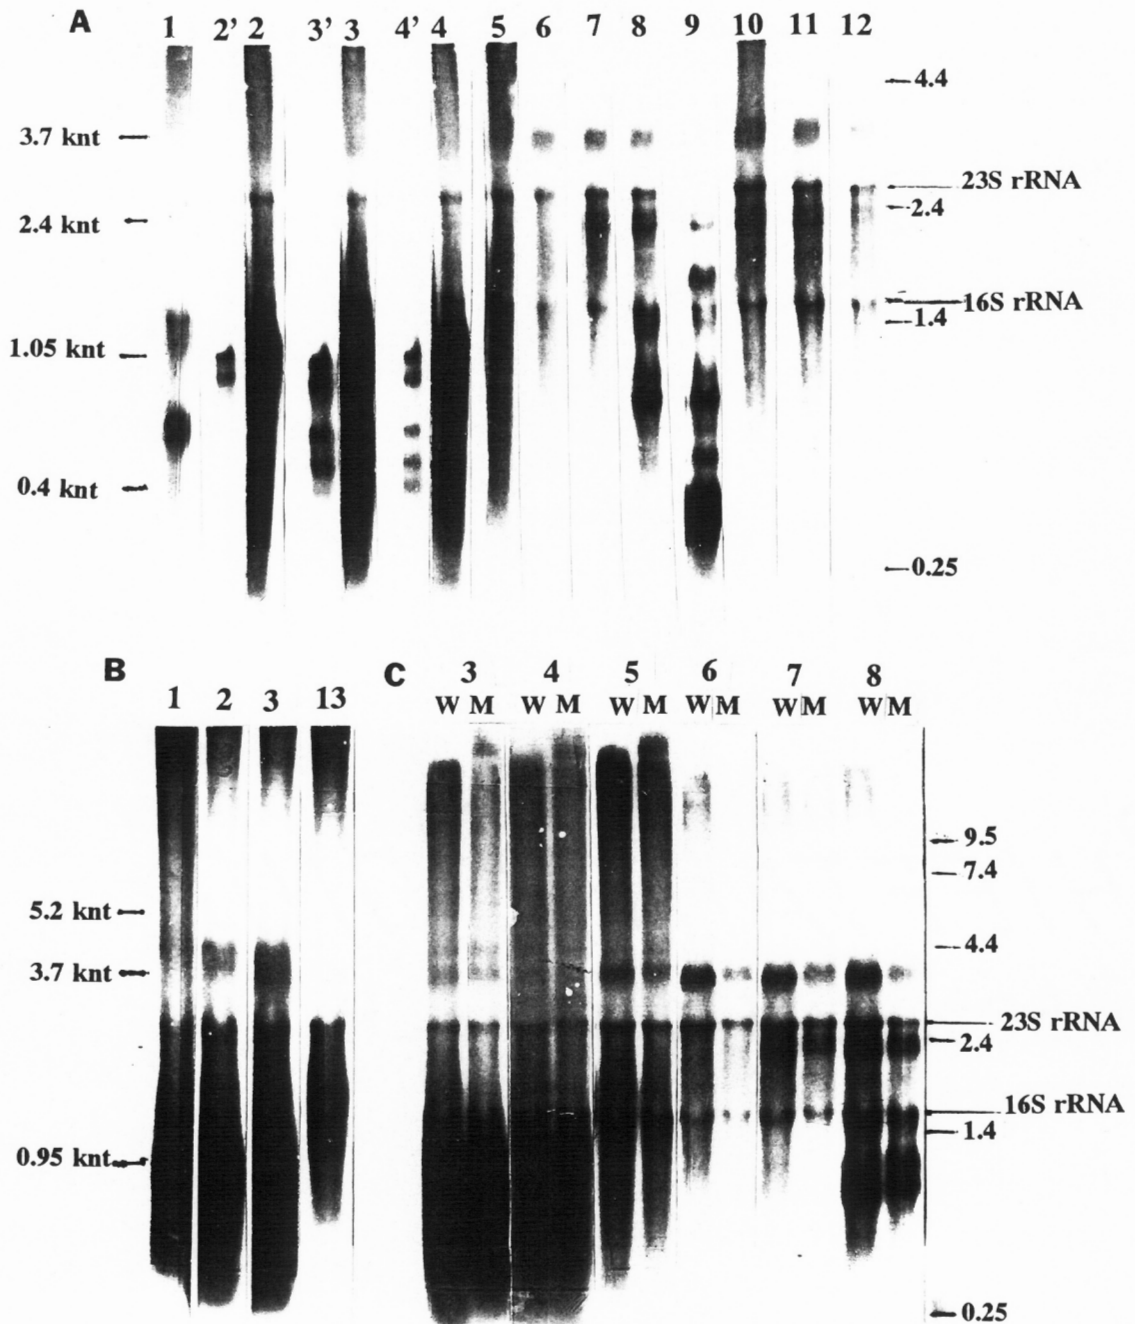 A
1 2’ 2 3’ 3 4’ 4 5 6 7 8 9 10 11 12
4.4
3.7 knt
23S rRNA
2.4
2.4 knt
16S rRNA
1.4
1.05 knt
0.4 knt
0.25
B
1 2 3 13
C
3 4 5 6 7 8
W M W M W M W M W M W M
9.5
7.4
5.2 knt
4.4
3.7 knt
23S rRNA
2.4
16S rRNA
1.4
0.95 knt
0.25